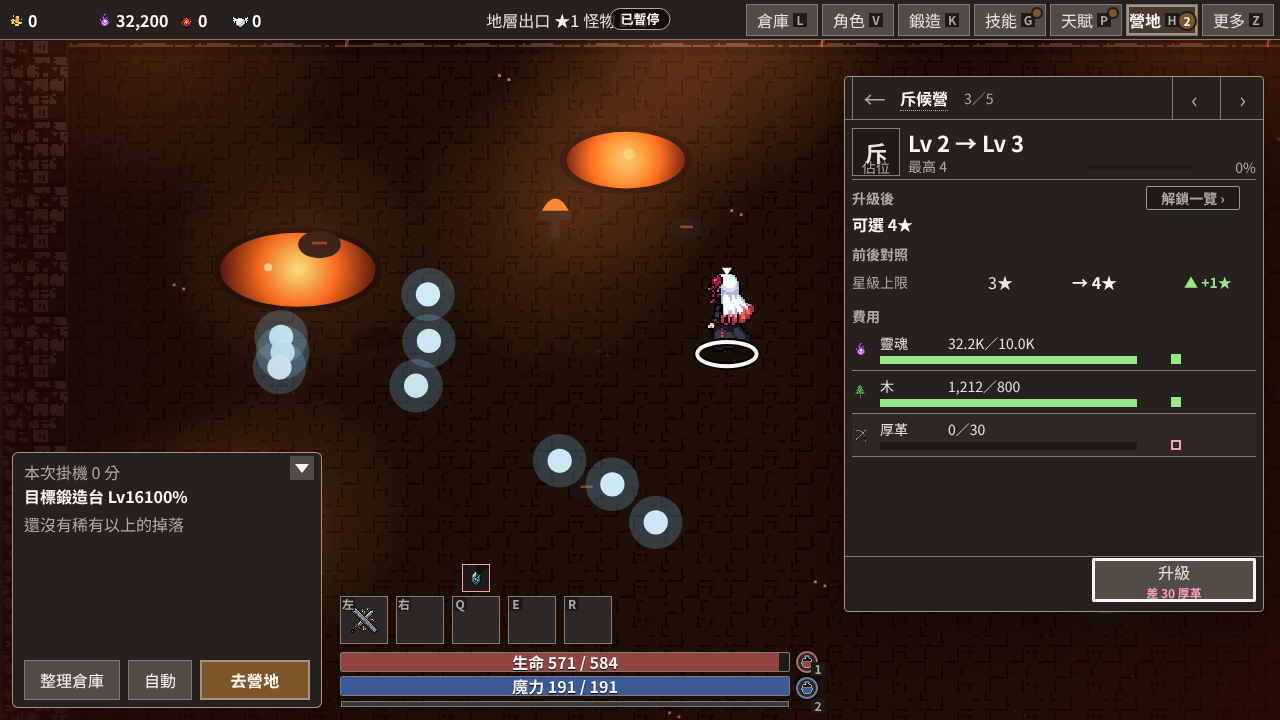 0
32,200
0
0
地層出口 ★1 怪物
已暫停
倉庫 L
角色 V
鍛造 K
技能 G
天賦 P
營地 H 2
更多 Z
← 斥候營 3／5 ‹ ›
斥
佔位
Lv 2 → Lv 3
最高 4
0%
升級後
解鎖一覽 ›
可選 4★
前後對照
星級上限 3★ → 4★ ▲ +1★
費用
靈魂 32.2K／10.0K
木 1,212／800
厚革 0／30
升級
差 30 厚革
本次掛機 0 分
目標鍛造台 Lv16100%
還沒有稀有以上的掉落
整理倉庫
自動
去營地
左
右
Q
E
R
生命 571 / 584
1
魔力 191 / 191
2